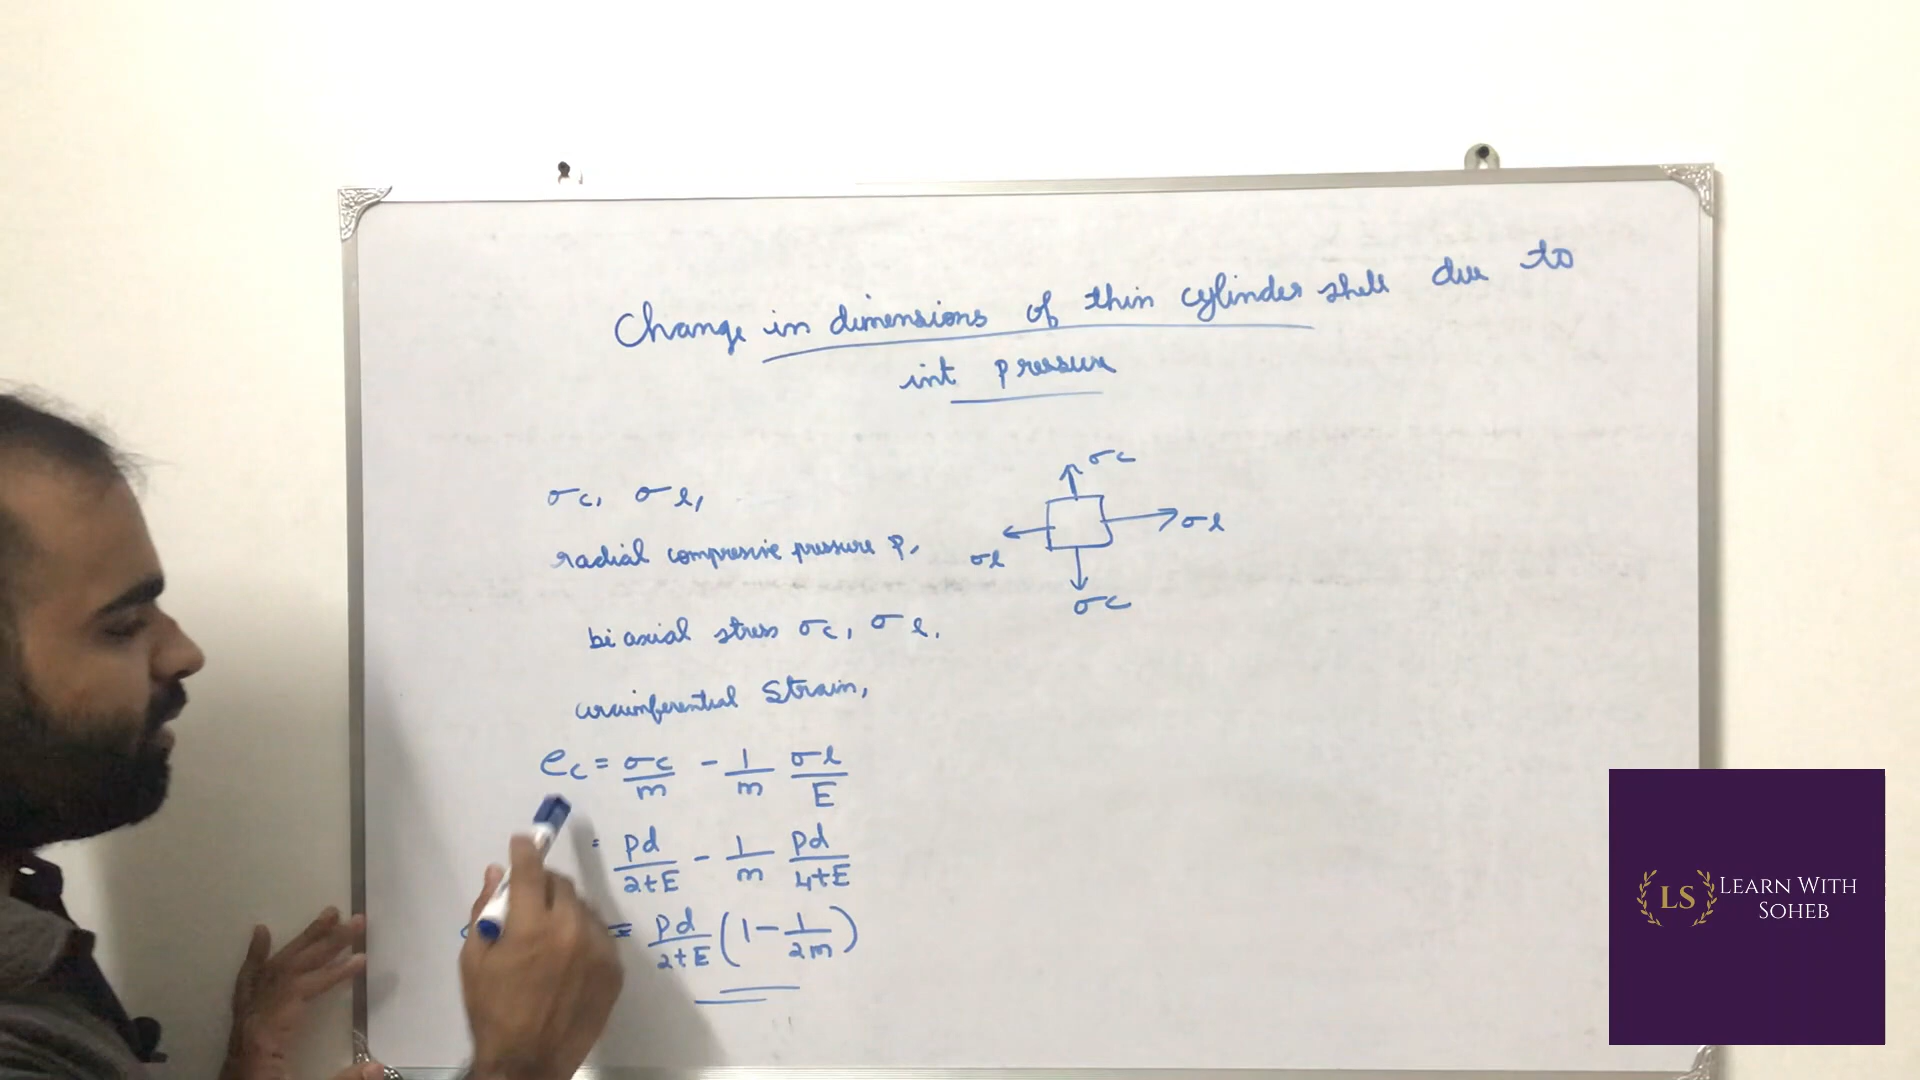 Change in dimensions of thin cylinder shell due to
int pressure
σc, σl,
radial compressive pressure p,
biaxial stress σc, σl.
circumferential Strain,
ec = σc/m - 1/m σl/E
= pd/2tE - 1/m pd/4tE
= pd/2tE (1 - 1/2m)
σc
σl
σl
σc
LS
LEARN WITH
SOHEB